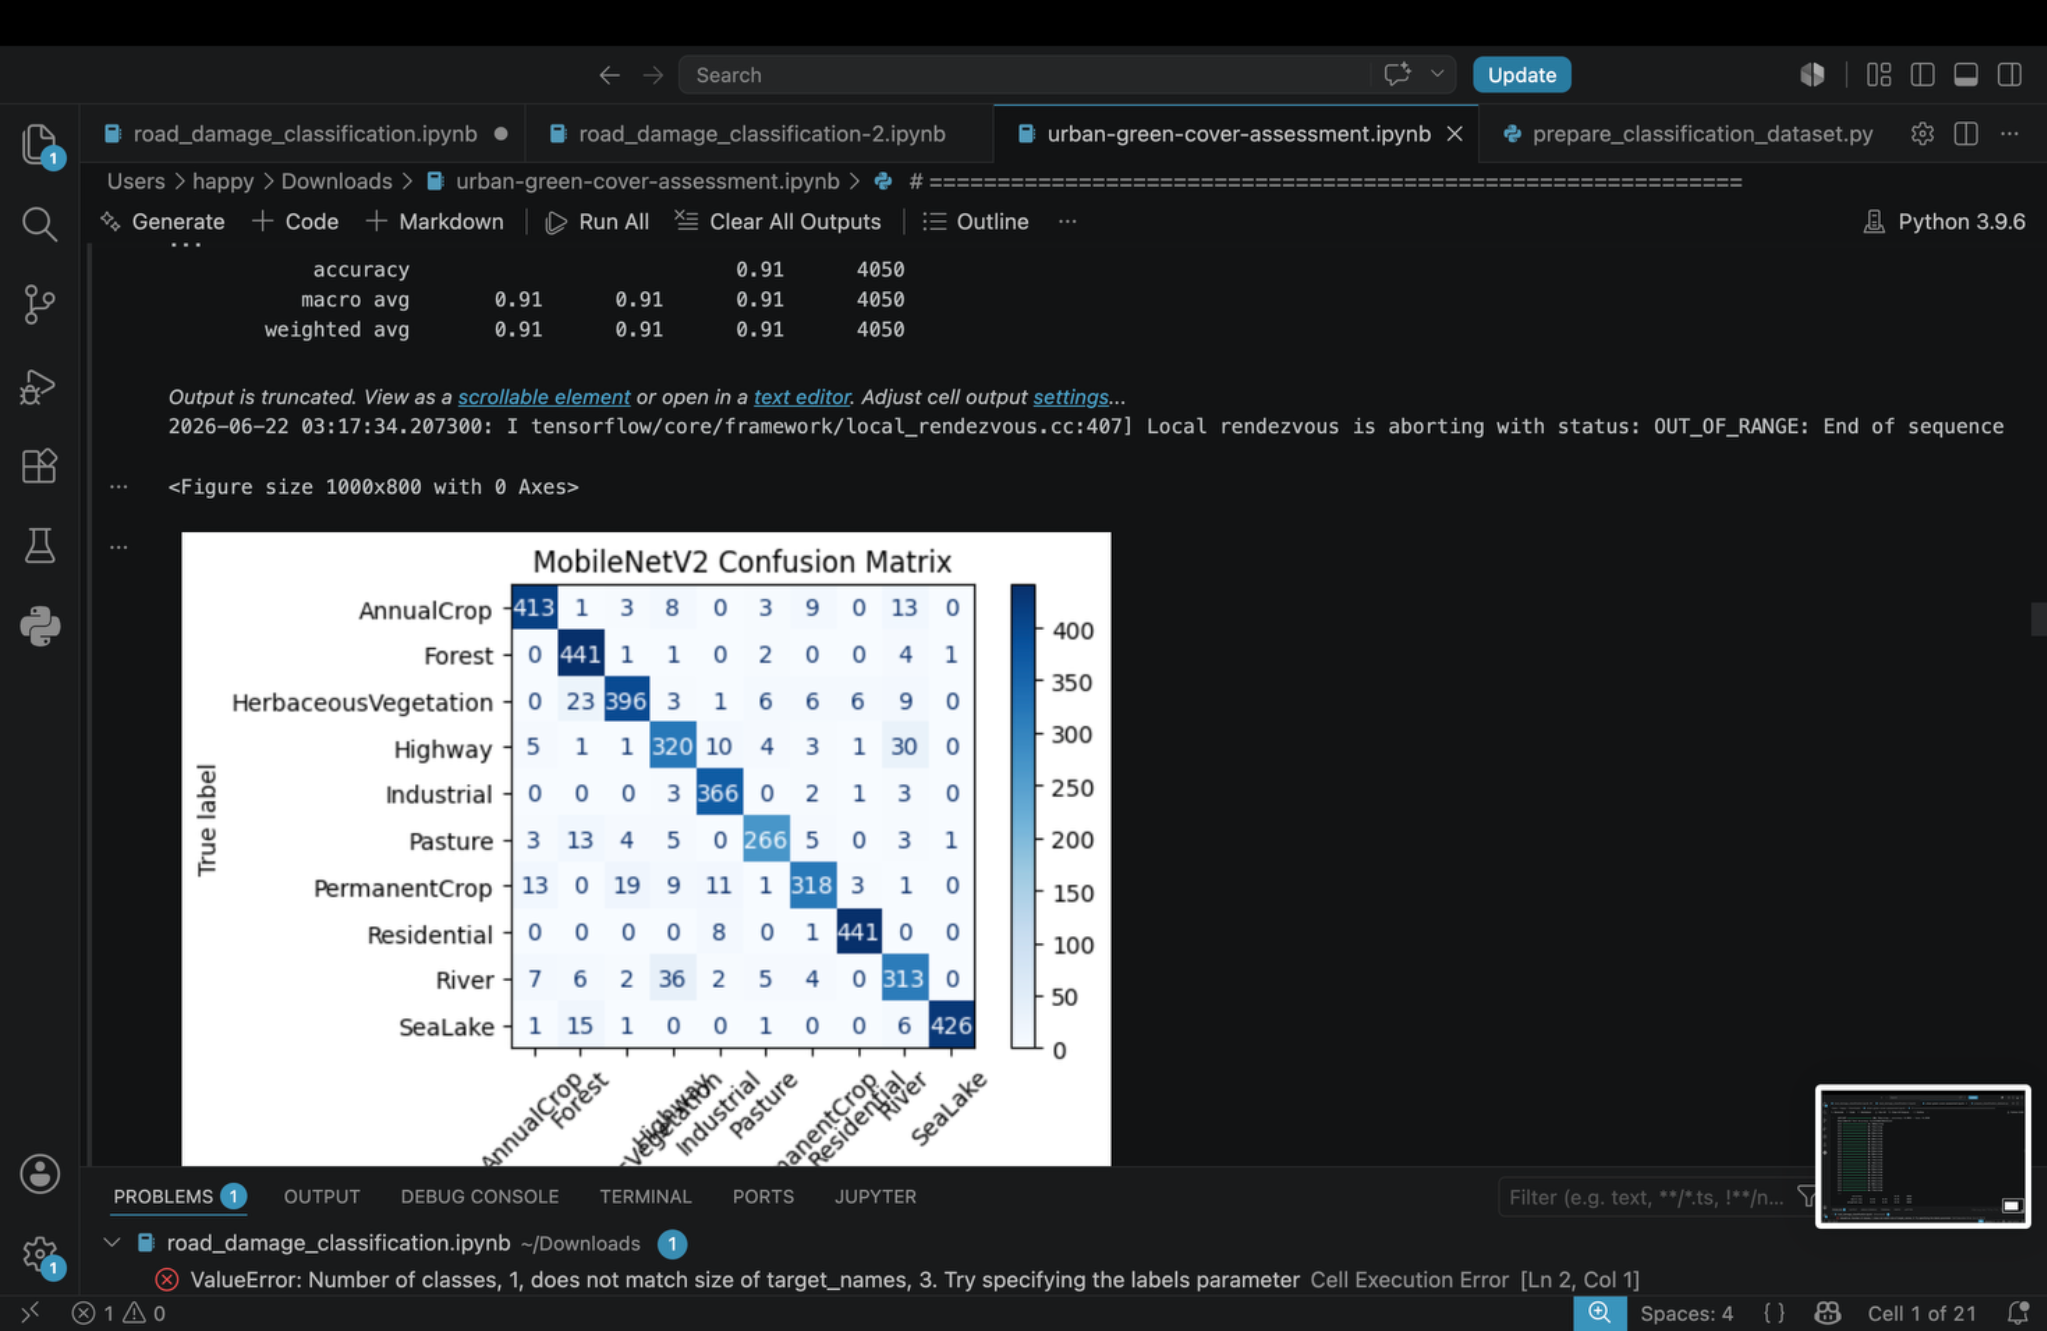 Search
Update
road_damage_classification.ipynb
road_damage_classification-2.ipynb
urban-green-cover-assessment.ipynb
prepare_classification_dataset.py
Users > happy > Downloads > urban-green-cover-assessment.ipynb > # ============================================================
Generate + Code + Markdown Run All Clear All Outputs Outline ...
Python 3.9.6
accuracy 0.91 4050
macro avg 0.91 0.91 0.91 4050
weighted avg 0.91 0.91 0.91 4050
Output is truncated. View as a scrollable element or open in a text editor. Adjust cell output settings...
2026-06-22 03:17:34.207300: I tensorflow/core/framework/local_rendezvous.cc:407] Local rendezvous is aborting with status: OUT_OF_RANGE: End of sequence
<Figure size 1000x800 with 0 Axes>
MobileNetV2 Confusion Matrix
True label
AnnualCrop 413 1 3 8 0 3 9 0 13 0
Forest 0 441 1 1 0 2 0 0 4 1
HerbaceousVegetation 0 23 396 3 1 6 6 6 9 0
Highway 5 1 1 320 10 4 3 1 30 0
Industrial 0 0 0 3 366 0 2 1 3 0
Pasture 3 13 4 5 0 266 5 0 3 1
PermanentCrop 13 0 19 9 11 1 318 3 1 0
Residential 0 0 0 0 8 0 1 441 0 0
River 7 6 2 36 2 5 4 0 313 0
SeaLake 1 15 1 0 0 1 0 0 6 426
400
350
300
250
200
150
100
50
0
AnnualCrop
Forest
Vegetation
Highway
Industrial
Pasture
nanentCrop
Residential
River
SeaLake
PROBLEMS 1 OUTPUT DEBUG CONSOLE TERMINAL PORTS JUPYTER
Filter (e.g. text, **/*.ts, !**/n...
road_damage_classification.ipynb ~/Downloads 1
ValueError: Number of classes, 1, does not match size of target_names, 3. Try specifying the labels parameter Cell Execution Error [Ln 2, Col 1]
1
1
1 0
Spaces: 4 { } Cell 1 of 21